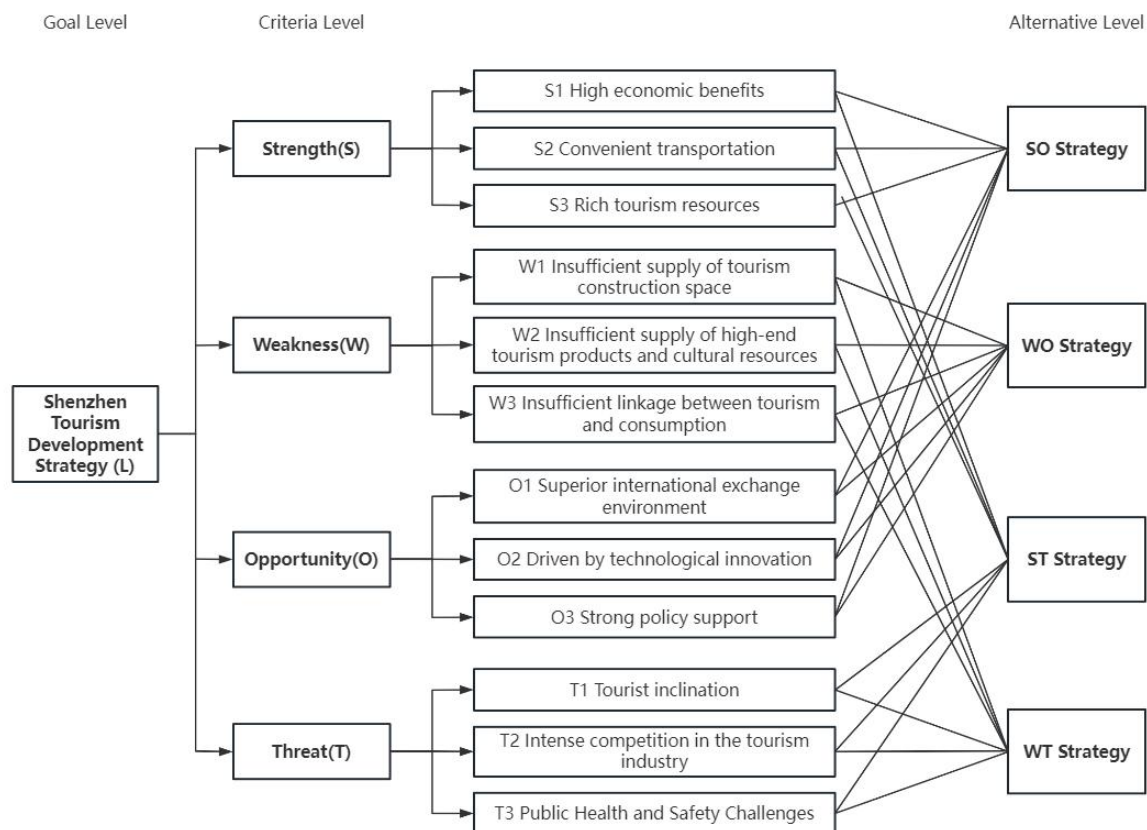 Goal Level
Criteria Level
Alternative Level
S1 High economic benefits
Strength(S)
S2 Convenient transportation
SO Strategy
S3 Rich tourism resources
W1 Insufficient supply of tourism
construction space
Weakness(W)
W2 Insufficient supply of high-end
tourism products and cultural resources
WO Strategy
W3 Insufficient linkage between tourism
and consumption
Shenzhen
Tourism
Development
Strategy (L)
O1 Superior international exchange
environment
Opportunity(O)
O2 Driven by technological innovation
ST Strategy
O3 Strong policy support
T1 Tourist inclination
Threat(T)
T2 Intense competition in the tourism
industry
WT Strategy
T3 Public Health and Safety Challenges